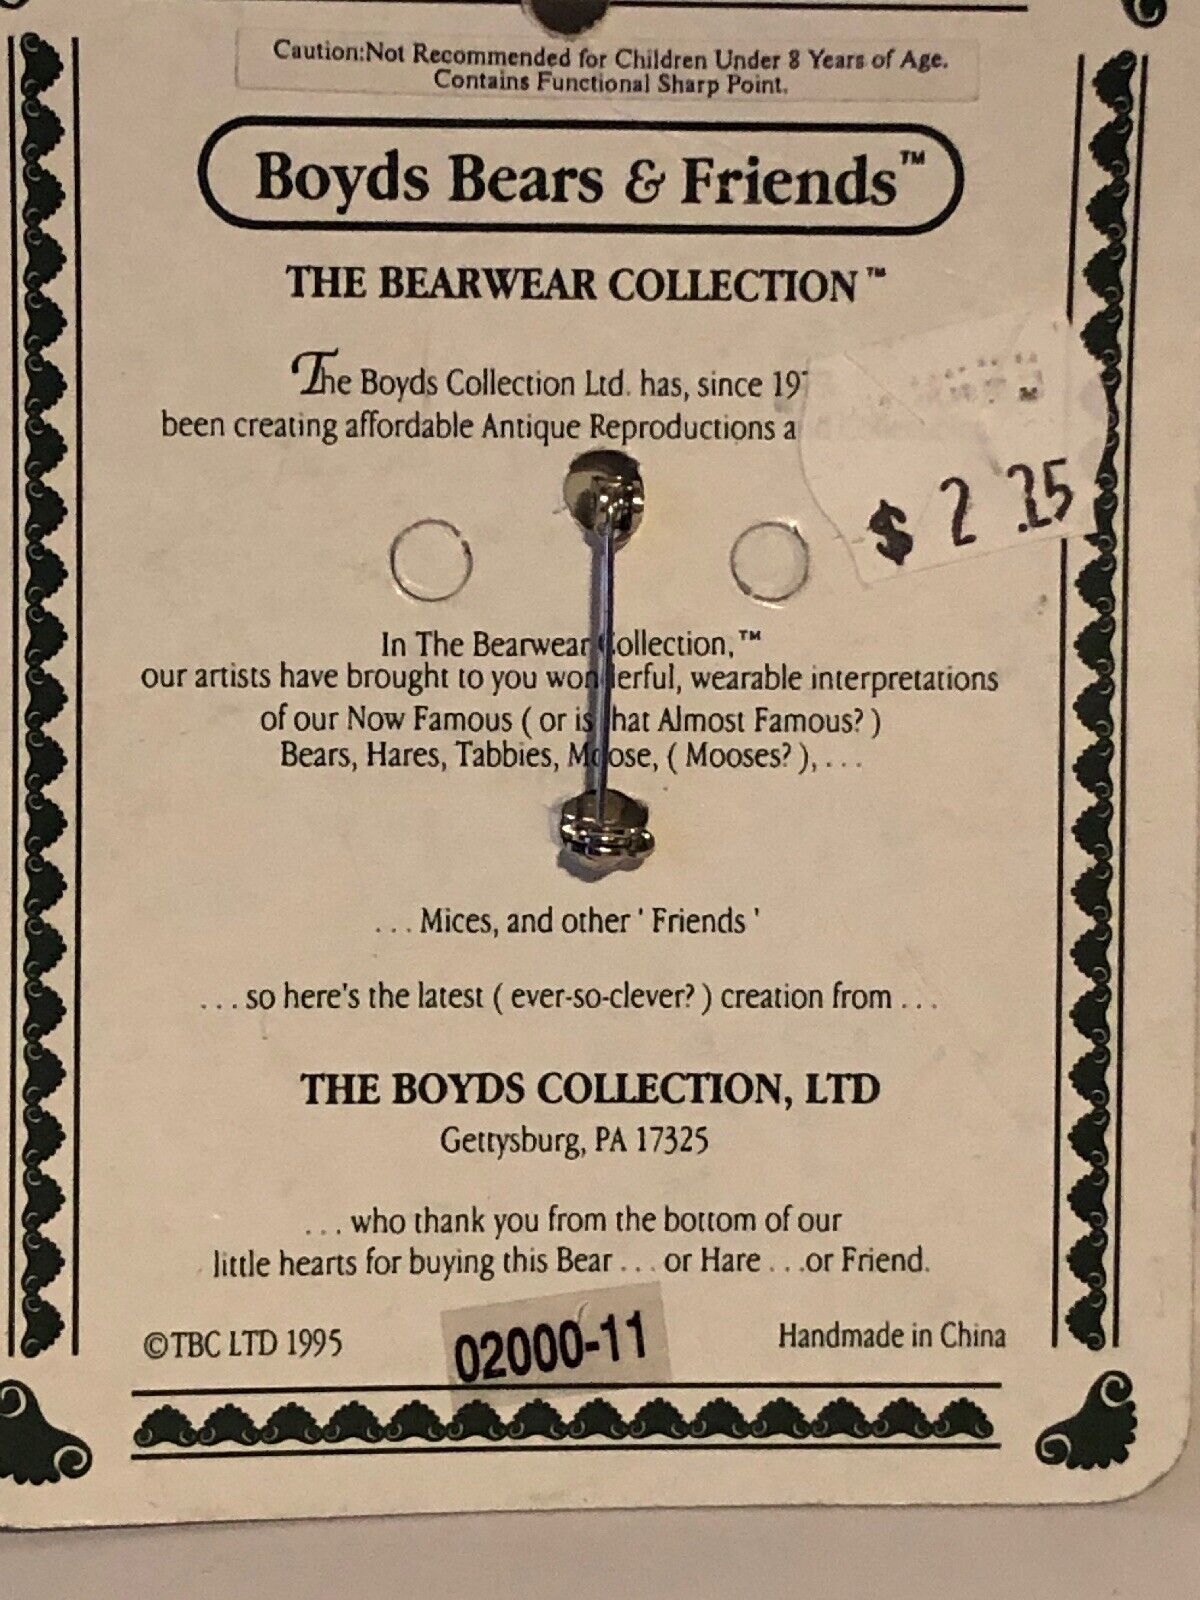 Caution:Not Recommended for Children Under 8 Years of Age.
Contains Functional Sharp Point.
Boyds Bears & Friends™
THE BEARWEAR COLLECTION™
The Boyds Collection Ltd. has, since
been creating affordable Antique Reproductions
$ 2.25
In The Bearwear Collection,™
our artists have brought to you wonderful, wearable interpretations
of our Now Famous ( or is that Almost Famous? )
Bears, Hares, Tabbies, Moose, ( Mooses? ), . . .
. . . Mices, and other ' Friends '
. . . so here's the latest ( ever-so-clever? ) creation from . . .
THE BOYDS COLLECTION, LTD
Gettysburg, PA 17325
. . . who thank you from the bottom of our
little hearts for buying this Bear . . . or Hare . . .or Friend.
©TBC LTD 1995
02000-11
Handmade in China